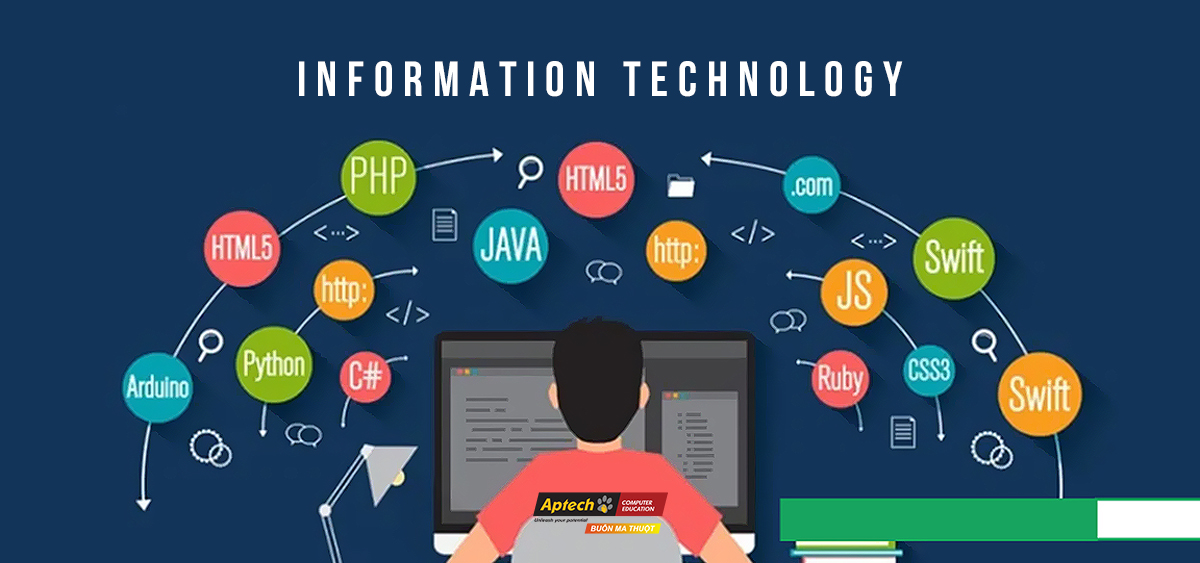 INFORMATION TECHNOLOGY
PHP
HTML5
.com
HTML5
JAVA
http:
Swift
http:
JS
</>
</>
<...>
<...>
Arduino
Python
C#
Ruby
CSS3
Swift
Aptech
COMPUTER
EDUCATION
Unleash your potential
BUÔN MA THUỘT